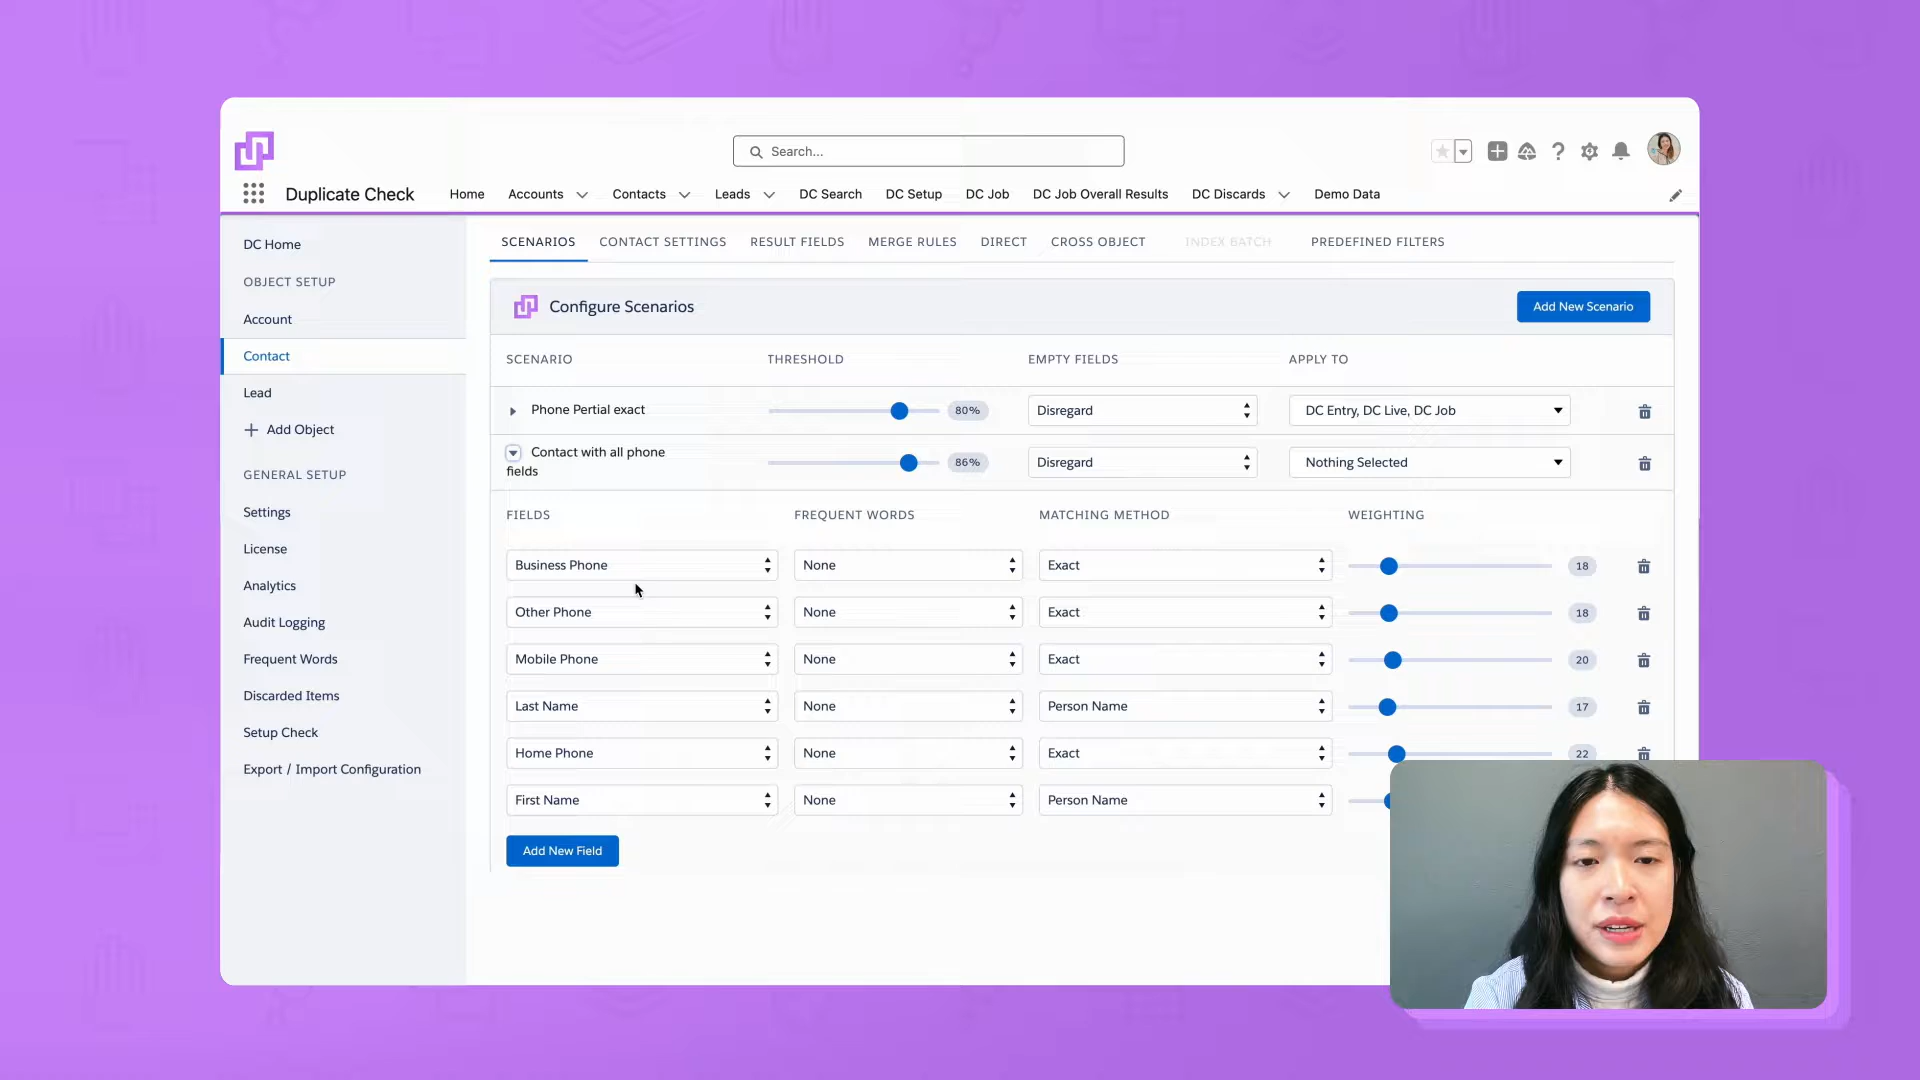 Search...
Duplicate Check
Home
Accounts
Contacts
Leads
DC Search
DC Setup
DC Job
DC Job Overall Results
DC Discards
Demo Data
DC Home
OBJECT SETUP
Account
Contact
Lead
Add Object
GENERAL SETUP
Settings
License
Analytics
Audit Logging
Frequent Words
Discarded Items
Setup Check
Export / Import Configuration
SCENARIOS
CONTACT SETTINGS
RESULT FIELDS
MERGE RULES
DIRECT
CROSS OBJECT
INDEX BATCH
PREDEFINED FILTERS
Configure Scenarios
Add New Scenario
SCENARIO THRESHOLD EMPTY FIELDS APPLY TO
Phone Pertial exact 80% Disregard DC Entry, DC Live, DC Job
Contact with all phone
fields
86% Disregard Nothing Selected
FIELDS FREQUENT WORDS MATCHING METHOD WEIGHTING
Business Phone None Exact 18
Other Phone None Exact 18
Mobile Phone None Exact 20
Last Name None Person Name 17
Home Phone None Exact 22
First Name None Person Name
Add New Field